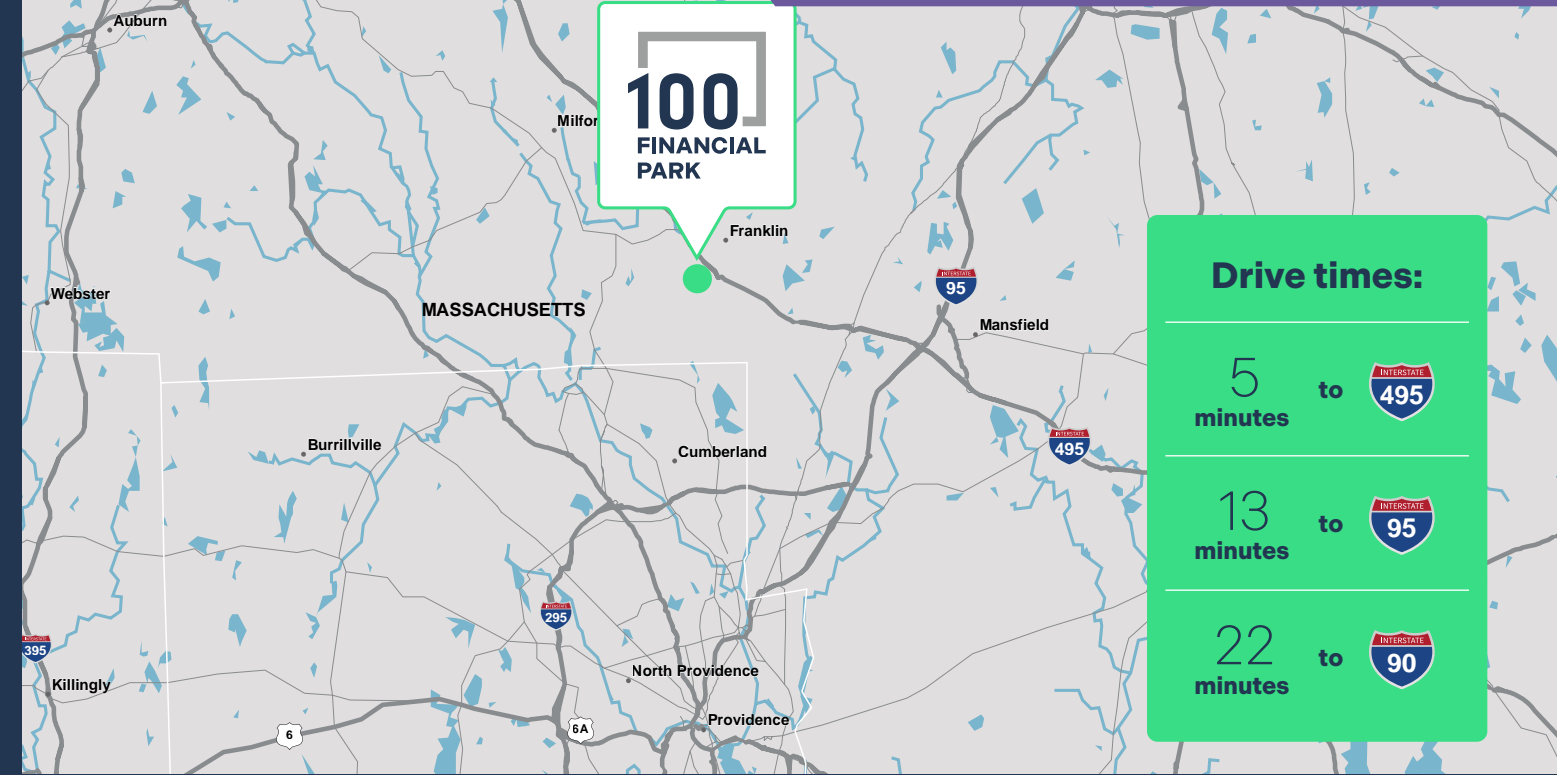 Auburn
100
FINANCIAL
PARK
Milfor
Franklin
Webster
MASSACHUSETTS
INTERSTATE
95
Mansfield
Burrillville
Cumberland
INTERSTATE
495
INTERSTATE
295
395
Killingly
North Providence
Providence
6
6A
Drive times:
5
minutes
to
INTERSTATE
495
13
minutes
to
INTERSTATE
95
22
minutes
to
INTERSTATE
90